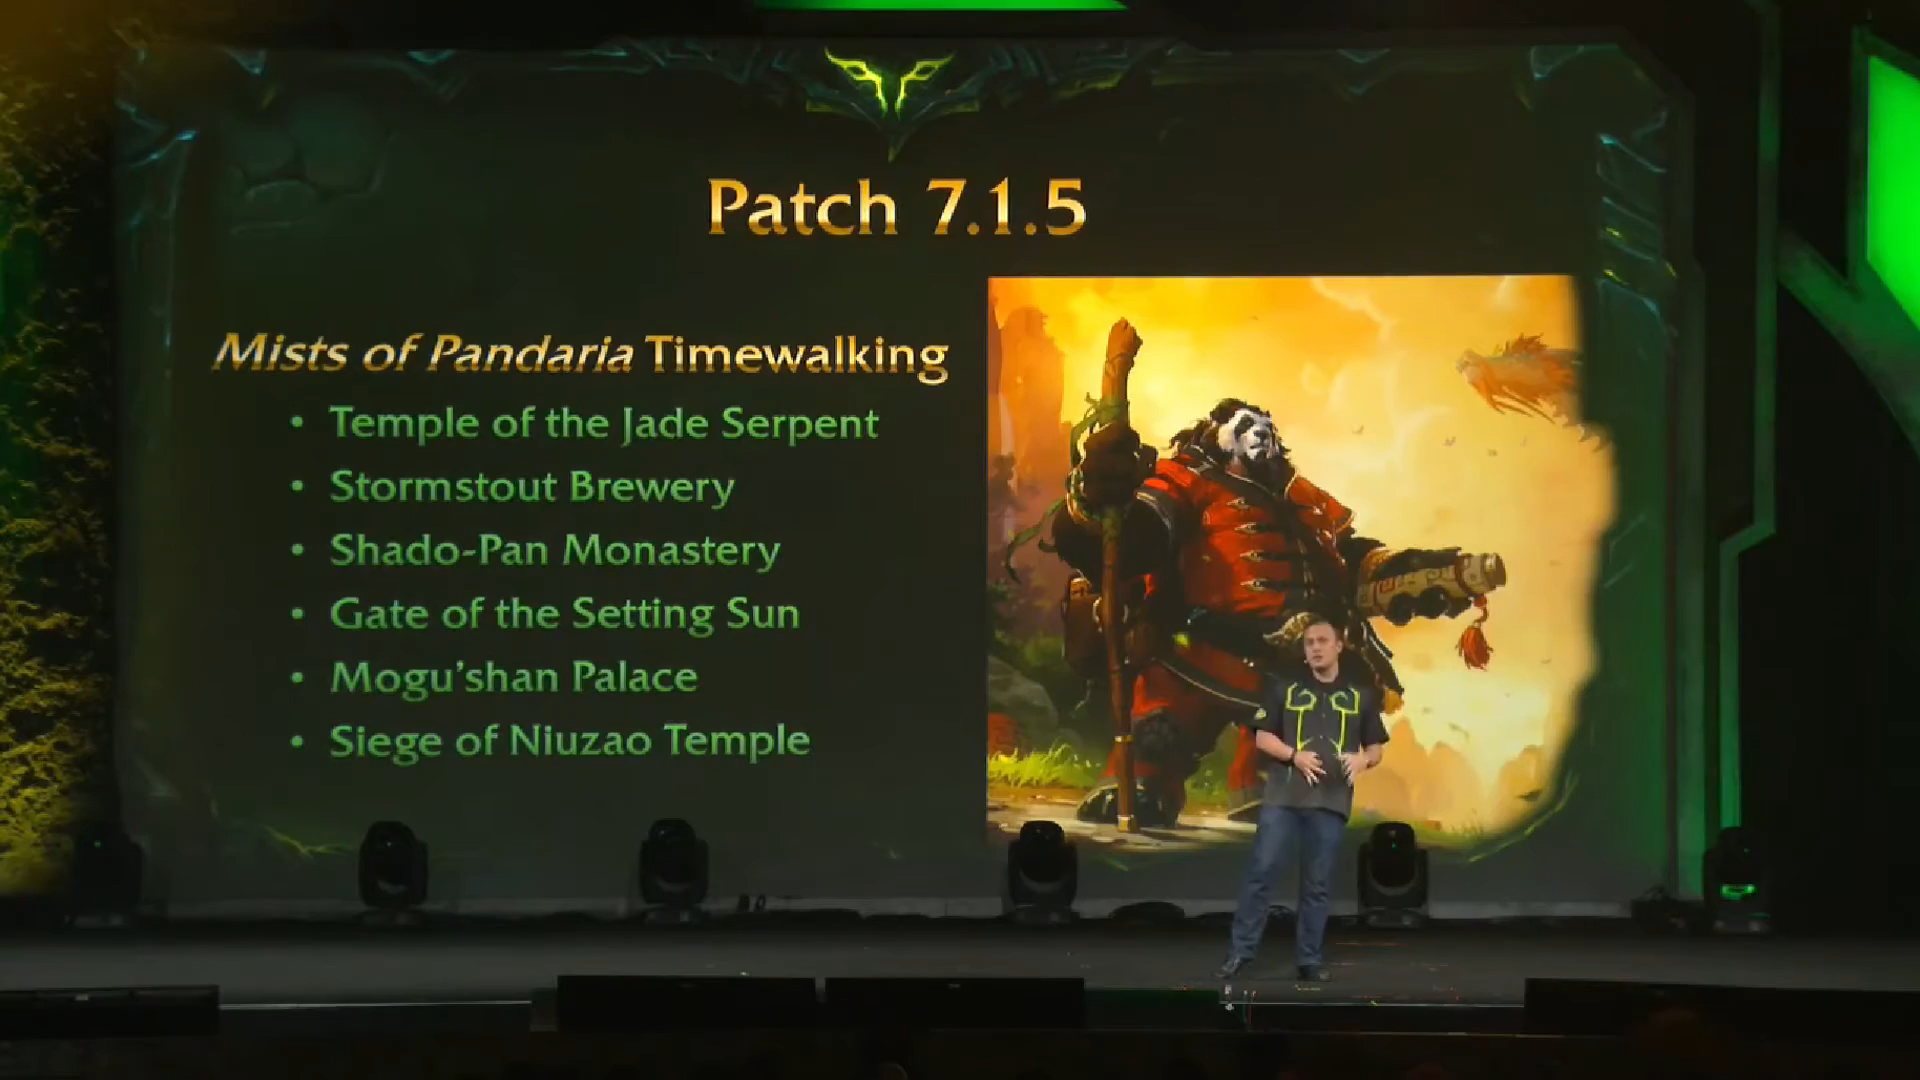 Patch 7.1.5
Mists of Pandaria Timewalking
• Temple of the Jade Serpent
• Stormstout Brewery
• Shado-Pan Monastery
• Gate of the Setting Sun
• Mogu’shan Palace
• Siege of Niuzao Temple